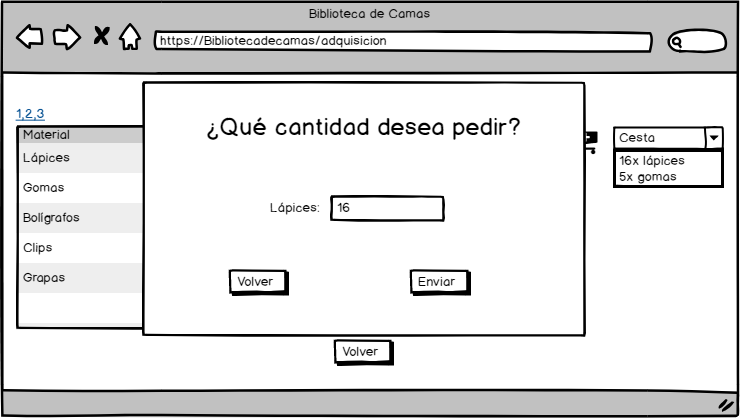 Biblioteca de Camas
https://Bibliotecadecamas/adquisicion
1,2,3
Material
Lápices
Gomas
Bolígrafos
Clips
Grapas
¿Qué cantidad desea pedir?
Lápices: 16
Volver
Enviar
Cesta
16x lápices
5x gomas
Volver